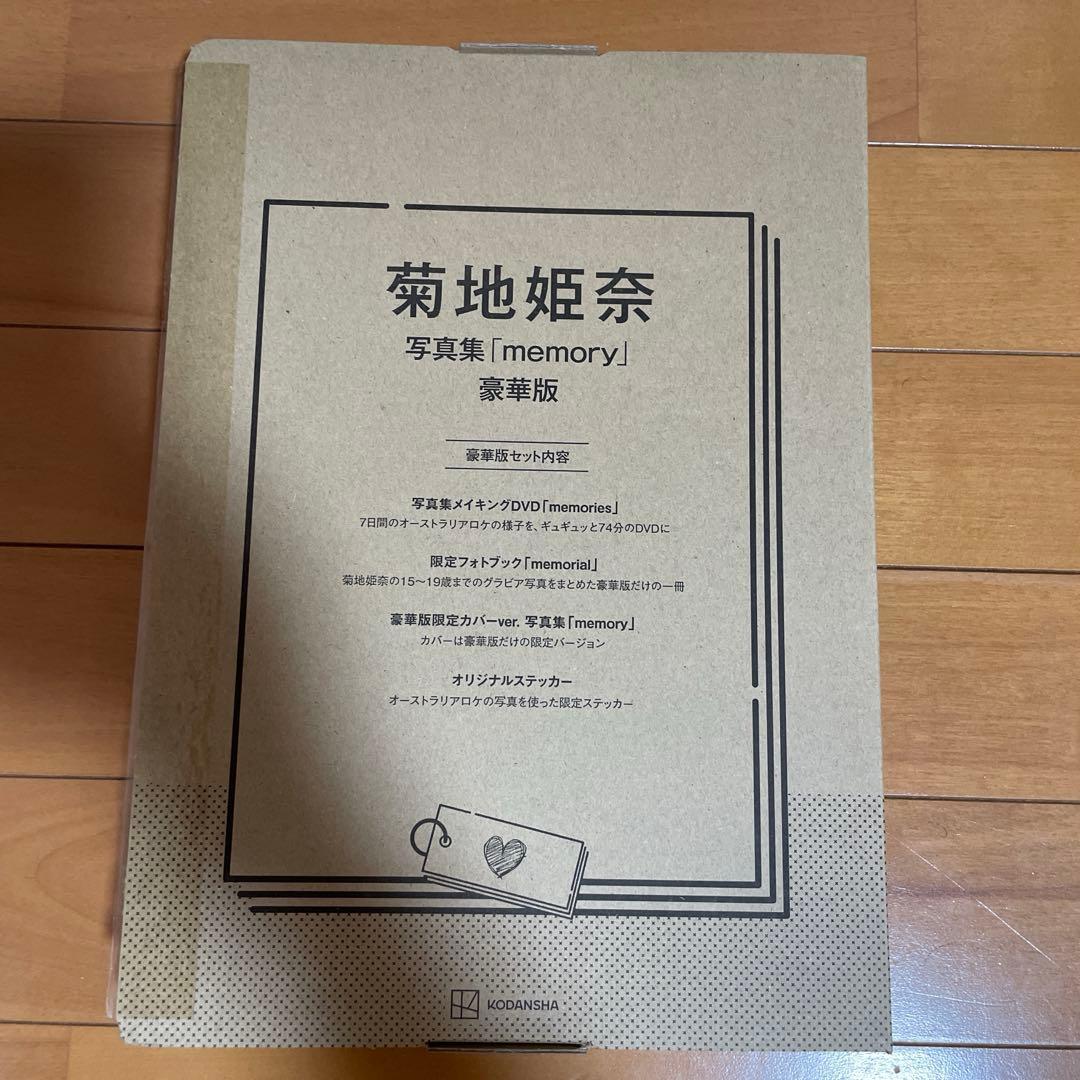 菊地姫奈
写真集「memory」
豪華版
豪華版セット内容
写真集メイキングDVD「memories」
7日間のオーストラリアロケの様子を、ギュギュッと74分のDVDに
限定フォトブック「memorial」
菊地姫奈の15〜19歳までのグラビア写真をまとめた豪華版だけの一冊
豪華版限定カバーver. 写真集「memory」
カバーは豪華版だけの限定バージョン
オリジナルステッカー
オーストラリアロケの写真を使った限定ステッカー
KODANSHA